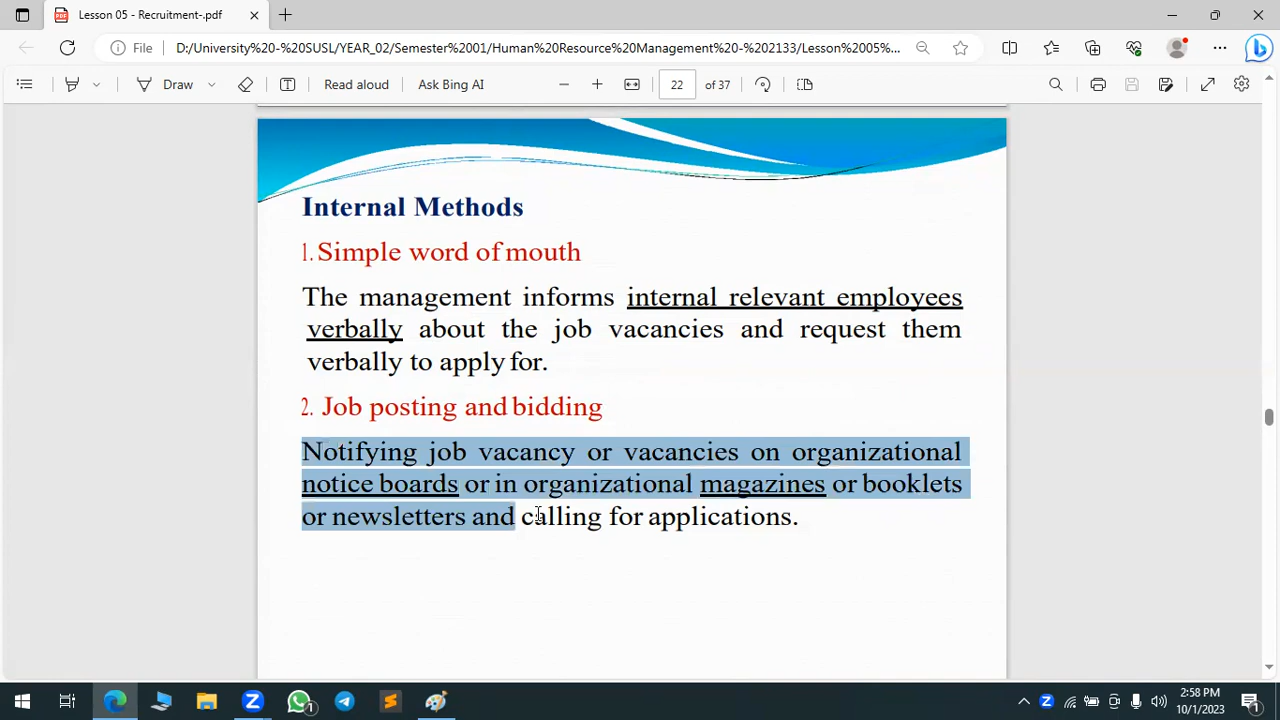 Lesson 05 - Recruitment-.pdf
File
D:/University%20-%20SUSL/YEAR_02/Semester%2001/Human%20Resource%20Management%20-%202133/Lesson%2005%...
Draw
Read aloud
Ask Bing AI
22 of 37
Internal Methods
1. Simple word of mouth
The management informs internal relevant employees
verbally about the job vacancies and request them
verbally to apply for.
2. Job posting and bidding
Notifying job vacancy or vacancies on organizational
notice boards or in organizational magazines or booklets
or newsletters and calling for applications.
2:58 PM
10/1/2023